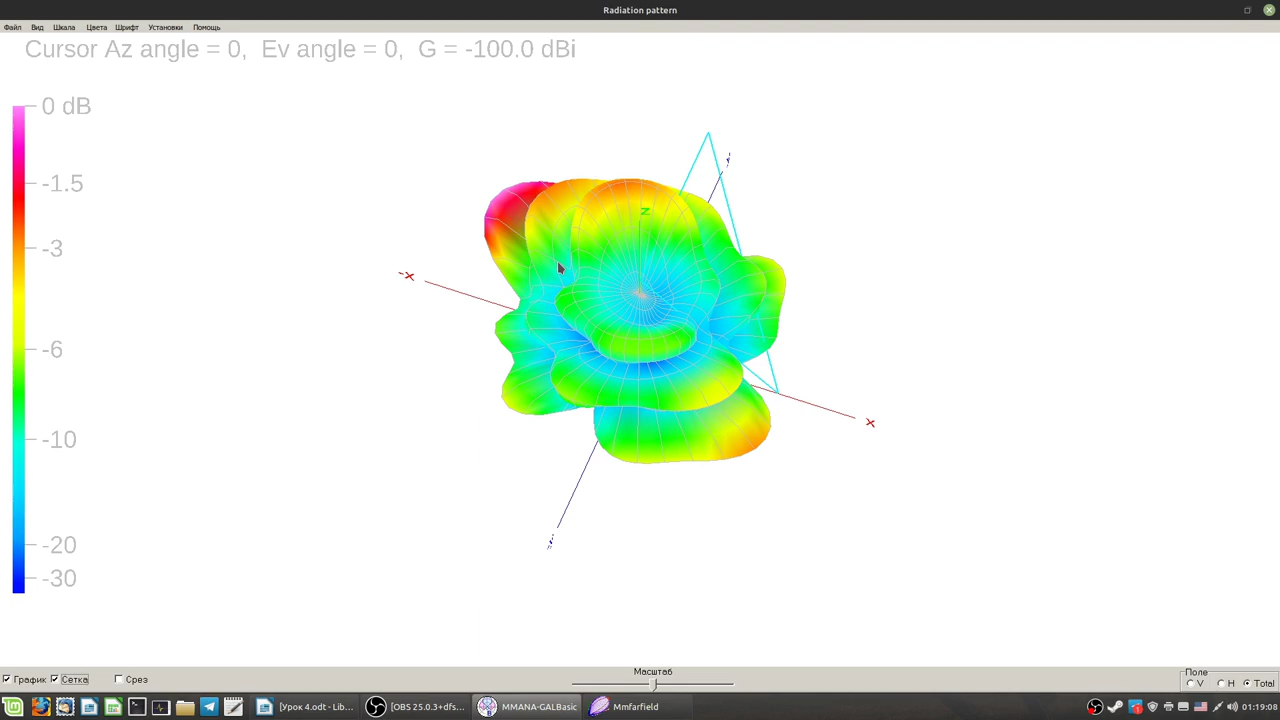 Radiation pattern
Файл Вид Шкала Цвета Шрифт Установки Помощь
Cursor Az angle = 0, Ev angle = 0, G = -100.0 dBi
0 dB
-1.5
-3
-6
-10
-20
-30
Z
-X
X
Масштаб
График Сетка Срез
Поле
V H Total
[Урок 4.odt - Lib...
[OBS 25.0.3+dfs...
MMANA-GALBasic
Mmfarfield
01:19:08